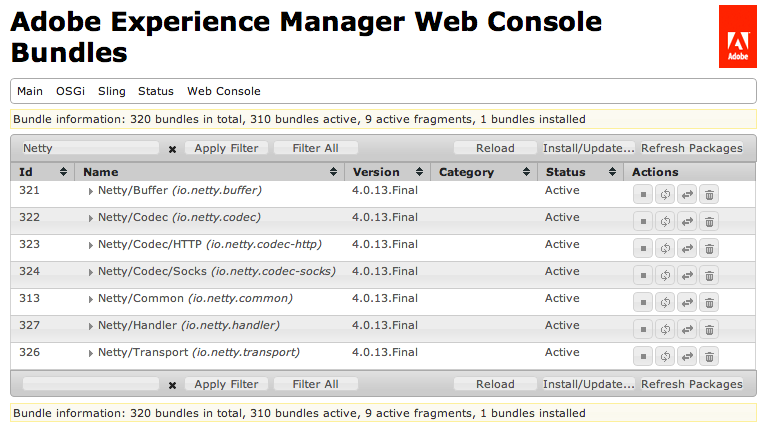 Adobe Experience Manager Web Console
Bundles
Adobe
Main OSGi Sling Status Web Console
Bundle information: 320 bundles in total, 310 bundles active, 9 active fragments, 1 bundles installed
Netty Apply Filter Filter All Reload Install/Update... Refresh Packages
Id Name Version Category Status Actions
321 Netty/Buffer (io.netty.buffer) 4.0.13.Final Active
322 Netty/Codec (io.netty.codec) 4.0.13.Final Active
323 Netty/Codec/HTTP (io.netty.codec-http) 4.0.13.Final Active
324 Netty/Codec/Socks (io.netty.codec-socks) 4.0.13.Final Active
313 Netty/Common (io.netty.common) 4.0.13.Final Active
327 Netty/Handler (io.netty.handler) 4.0.13.Final Active
326 Netty/Transport (io.netty.transport) 4.0.13.Final Active
Apply Filter Filter All Reload Install/Update... Refresh Packages
Bundle information: 320 bundles in total, 310 bundles active, 9 active fragments, 1 bundles installed